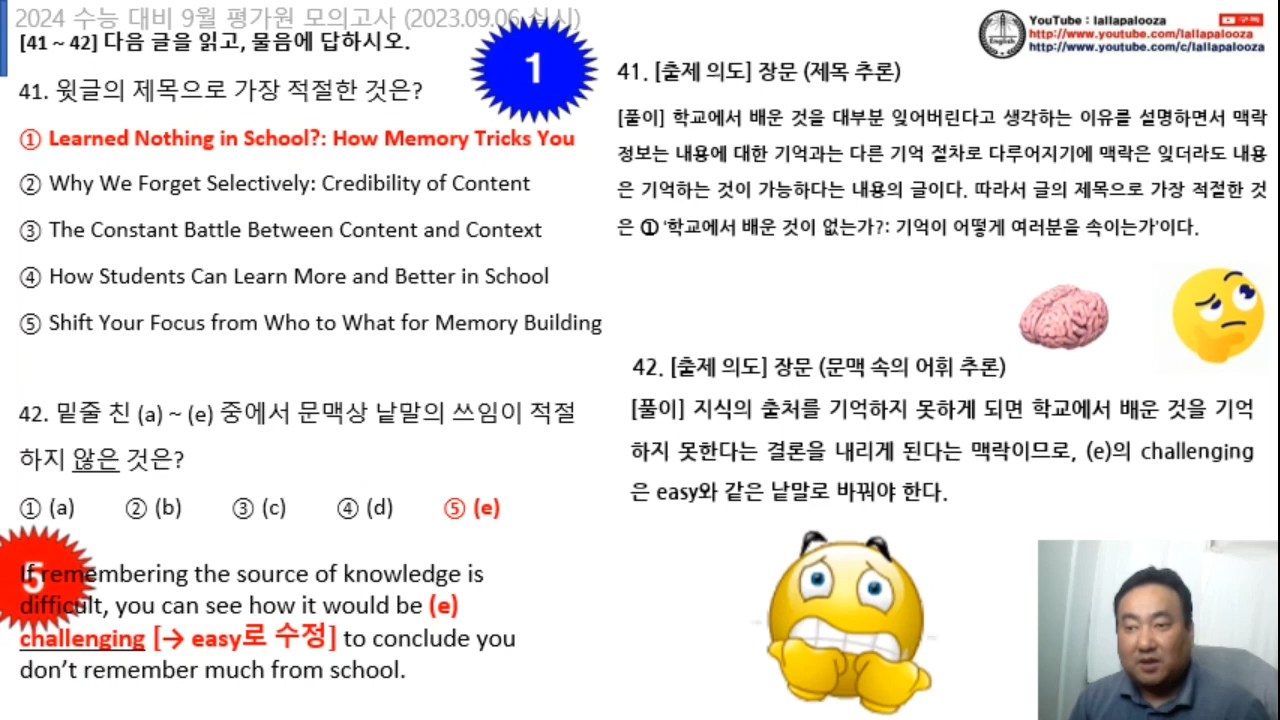 2024 수능 대비 9월 평가원 모의고사 (2023.09.06 실시)
[41 ~ 42] 다음 글을 읽고, 물음에 답하시오.
41. 윗글의 제목으로 가장 적절한 것은?
① Learned Nothing in School?: How Memory Tricks You
② Why We Forget Selectively: Credibility of Content
③ The Constant Battle Between Content and Context
④ How Students Can Learn More and Better in School
⑤ Shift Your Focus from Who to What for Memory Building
42. 밑줄 친 (a) ~ (e) 중에서 문맥상 낱말의 쓰임이 적절
하지 않은 것은?
① (a) ② (b) ③ (c) ④ (d) ⑤ (e)
If remembering the source of knowledge is
difficult, you can see how it would be (e)
challenging [→ easy로 수정] to conclude you
don't remember much from school.
1
5
English
YouTube : lallapalooza
구독
http://www.youtube.com/lallapalooza
http://www.youtube.com/c/lallapalooza
41. [출제 의도] 장문 (제목 추론)
[풀이] 학교에서 배운 것을 대부분 잊어버린다고 생각하는 이유를 설명하면서 맥락
정보는 내용에 대한 기억과는 다른 기억 절차로 다루어지기에 맥락은 잊더라도 내용
은 기억하는 것이 가능하다는 내용의 글이다. 따라서 글의 제목으로 가장 적절한 것
은 ① '학교에서 배운 것이 없는가?: 기억이 어떻게 여러분을 속이는가'이다.
42. [출제 의도] 장문 (문맥 속의 어휘 추론)
[풀이] 지식의 출처를 기억하지 못하게 되면 학교에서 배운 것을 기억
하지 못한다는 결론을 내리게 된다는 맥락이므로, (e)의 challenging
은 easy와 같은 낱말로 바꿔야 한다.